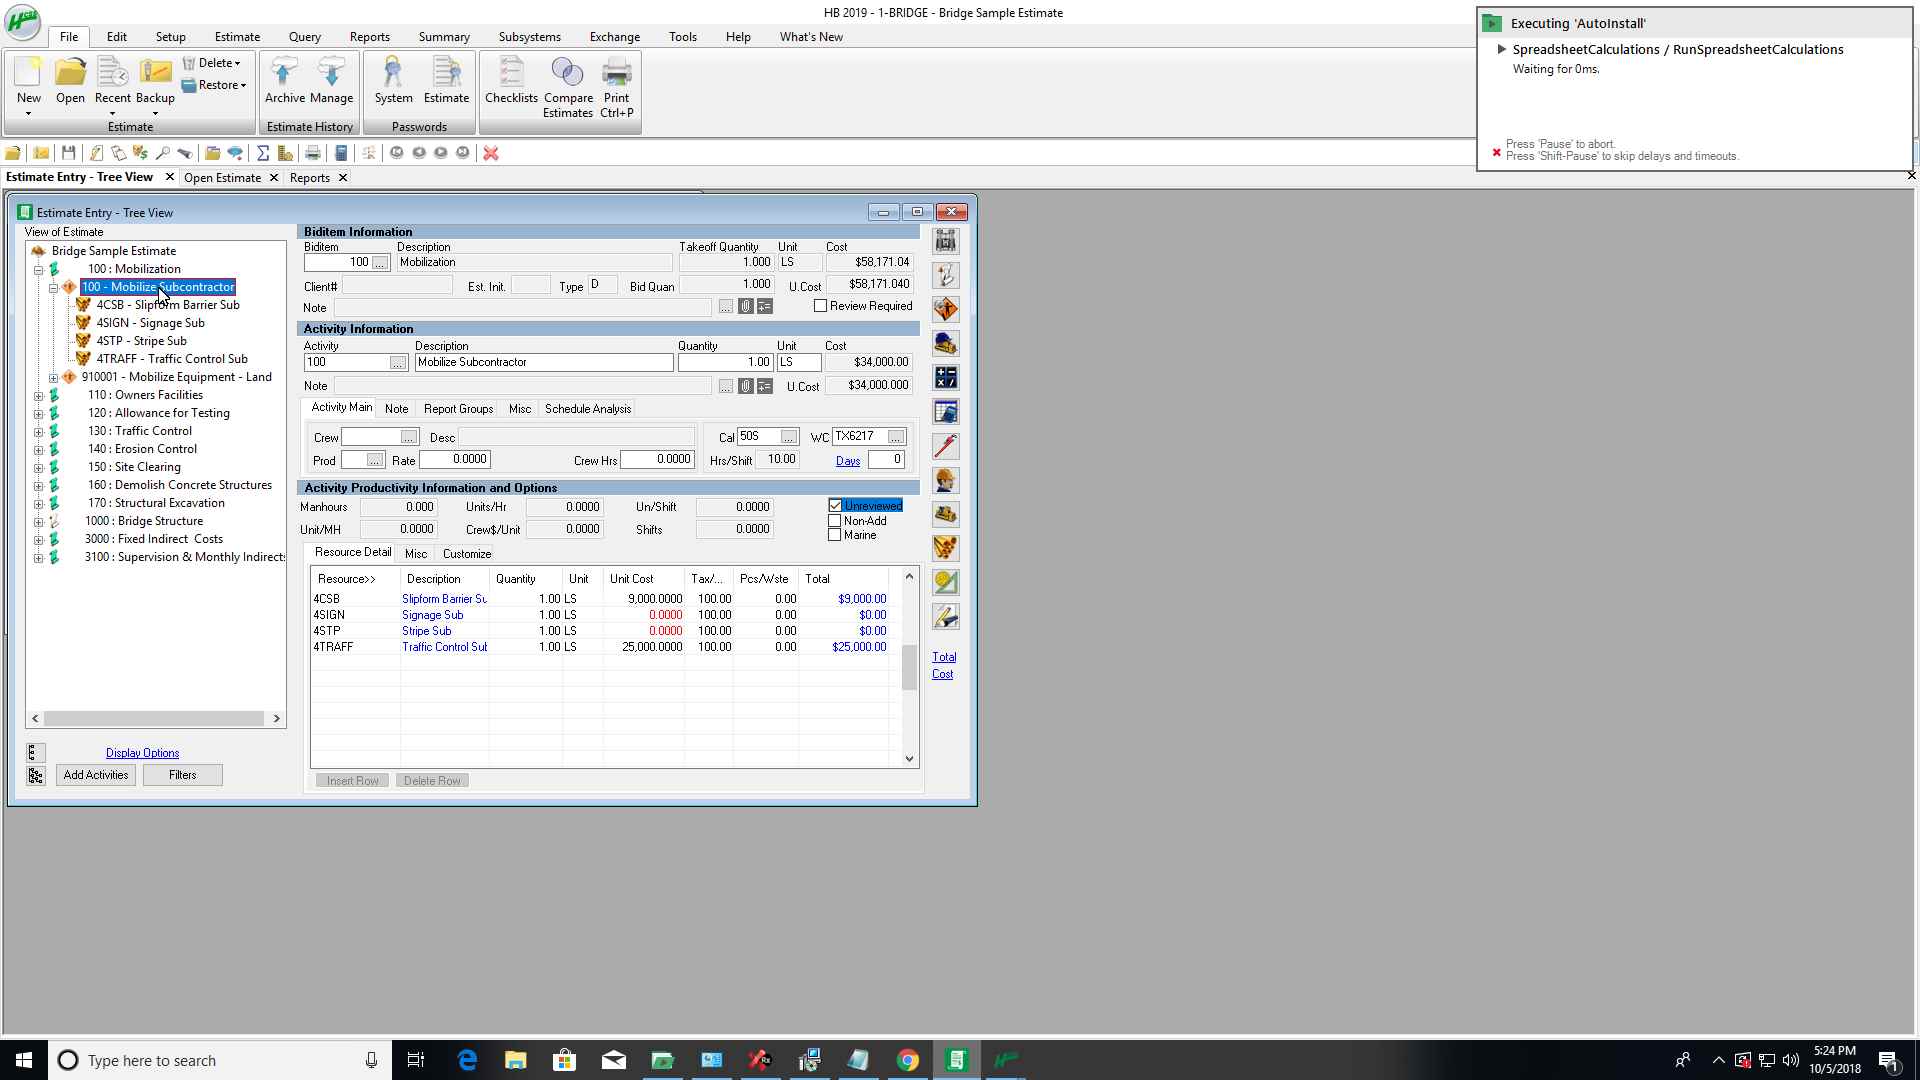 HB 2019 - 1-BRIDGE - Bridge Sample Estimate
File Edit Setup Estimate Query Reports Summary Subsystems Exchange Tools Help What's New
New Open Recent Backup Delete Restore
Estimate
Archive Manage
Estimate History
System Estimate
Passwords
Checklists Compare Estimates Print Ctrl+P
Executing 'AutoInstall'
SpreadsheetCalculations / RunSpreadsheetCalculations
Waiting for 0ms.
Press 'Pause' to abort.
Press 'Shift-Pause' to skip delays and timeouts.
Estimate Entry - Tree View Open Estimate Reports
Estimate Entry - Tree View
View of Estimate
Bridge Sample Estimate
100 : Mobilization
100 - Mobilize Subcontractor
4CSB - Slipform Barrier Sub
4SIGN - Signage Sub
4STP - Stripe Sub
4TRAFF - Traffic Control Sub
910001 - Mobilize Equipment - Land
110 : Owners Facilities
120 : Allowance for Testing
130 : Traffic Control
140 : Erosion Control
150 : Site Clearing
160 : Demolish Concrete Structures
170 : Structural Excavation
1000 : Bridge Structure
3000 : Fixed Indirect Costs
3100 : Supervision & Monthly Indirect:
Display Options
Add Activities Filters
Biditem Information
Biditem Description Takeoff Quantity Unit Cost
100 ... Mobilization 1.000 LS $58,171.04
Client# Est. Init. Type D Bid Quan 1.000 U.Cost $58,171.040
Note ... Review Required
Activity Information
Activity Description Quantity Unit Cost
100 ... Mobilize Subcontractor 1.00 LS $34,000.00
Note ... U.Cost $34,000.000
Activity Main Note Report Groups Misc Schedule Analysis
Crew ... Desc Cal 50S ... WC TX6217 ...
Prod ... Rate 0.0000 Crew Hrs 0.0000 Hrs/Shift 10.00 Days 0
Activity Productivity Information and Options
Manhours 0.000 Units/Hr 0.0000 Un/Shift 0.0000 Unreviewed
Non-Add
Unit/MH 0.0000 Crew$/Unit 0.0000 Shifts 0.0000 Marine
Resource Detail Misc Customize
Resource>> Description Quantity Unit Unit Cost Tax/... Pcs/Wste Total
4CSB Slipform Barrier Su 1.00 LS 9,000.0000 100.00 0.00 $9,000.00
4SIGN Signage Sub 1.00 LS 0.0000 100.00 0.00 $0.00
4STP Stripe Sub 1.00 LS 0.0000 100.00 0.00 $0.00
4TRAFF Traffic Control Sub 1.00 LS 25,000.0000 100.00 0.00 $25,000.00
Insert Row Delete Row
Total
Cost
Type here to search
5:24 PM
10/5/2018
1